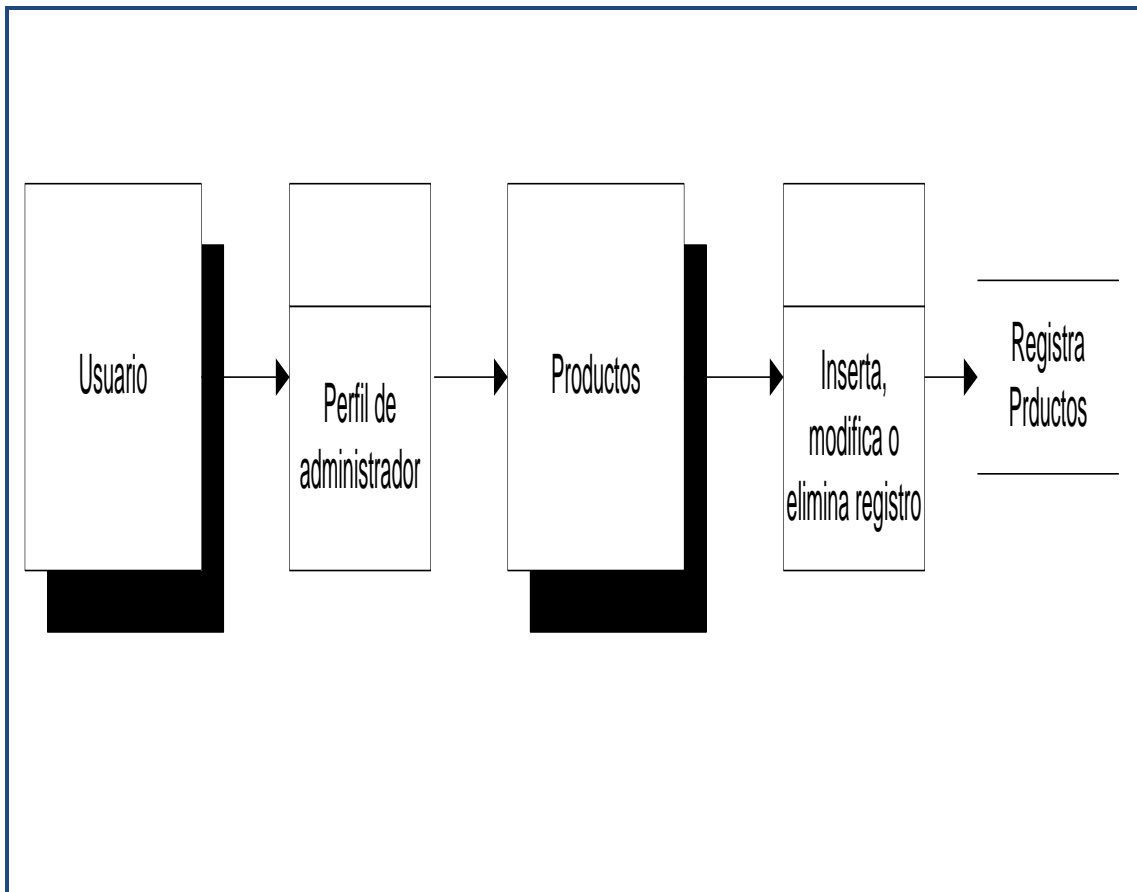 Usuario
Perfil de
administrador
Productos
Inserta,
modifica o
elimina registro
Registra
Prductos